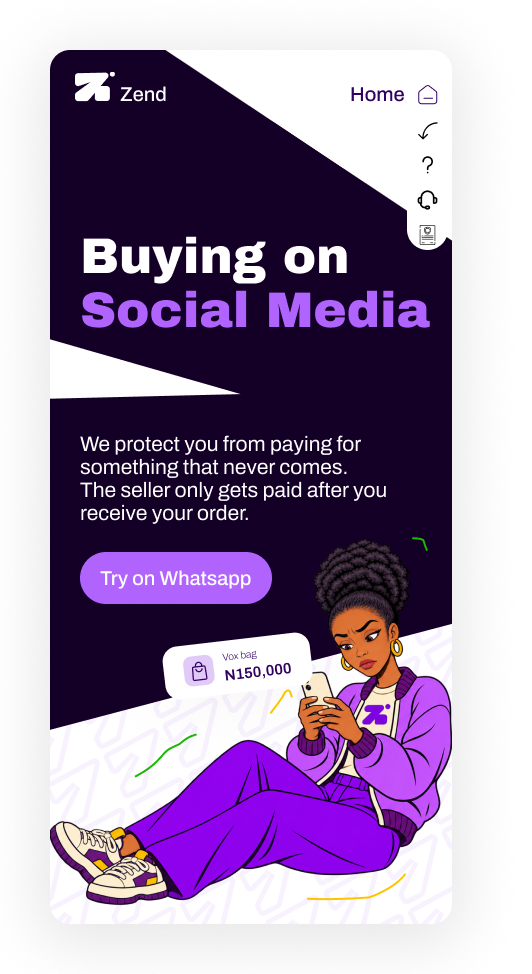 Zend
Home
?
Buying on
Social Media
We protect you from paying for
something that never comes.
The seller only gets paid after you
receive your order.
Try on Whatsapp
Vox bag
N150,000